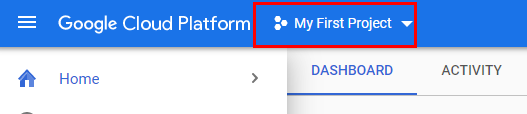 Google Cloud Platform My First Project
Home
DASHBOARD ACTIVITY